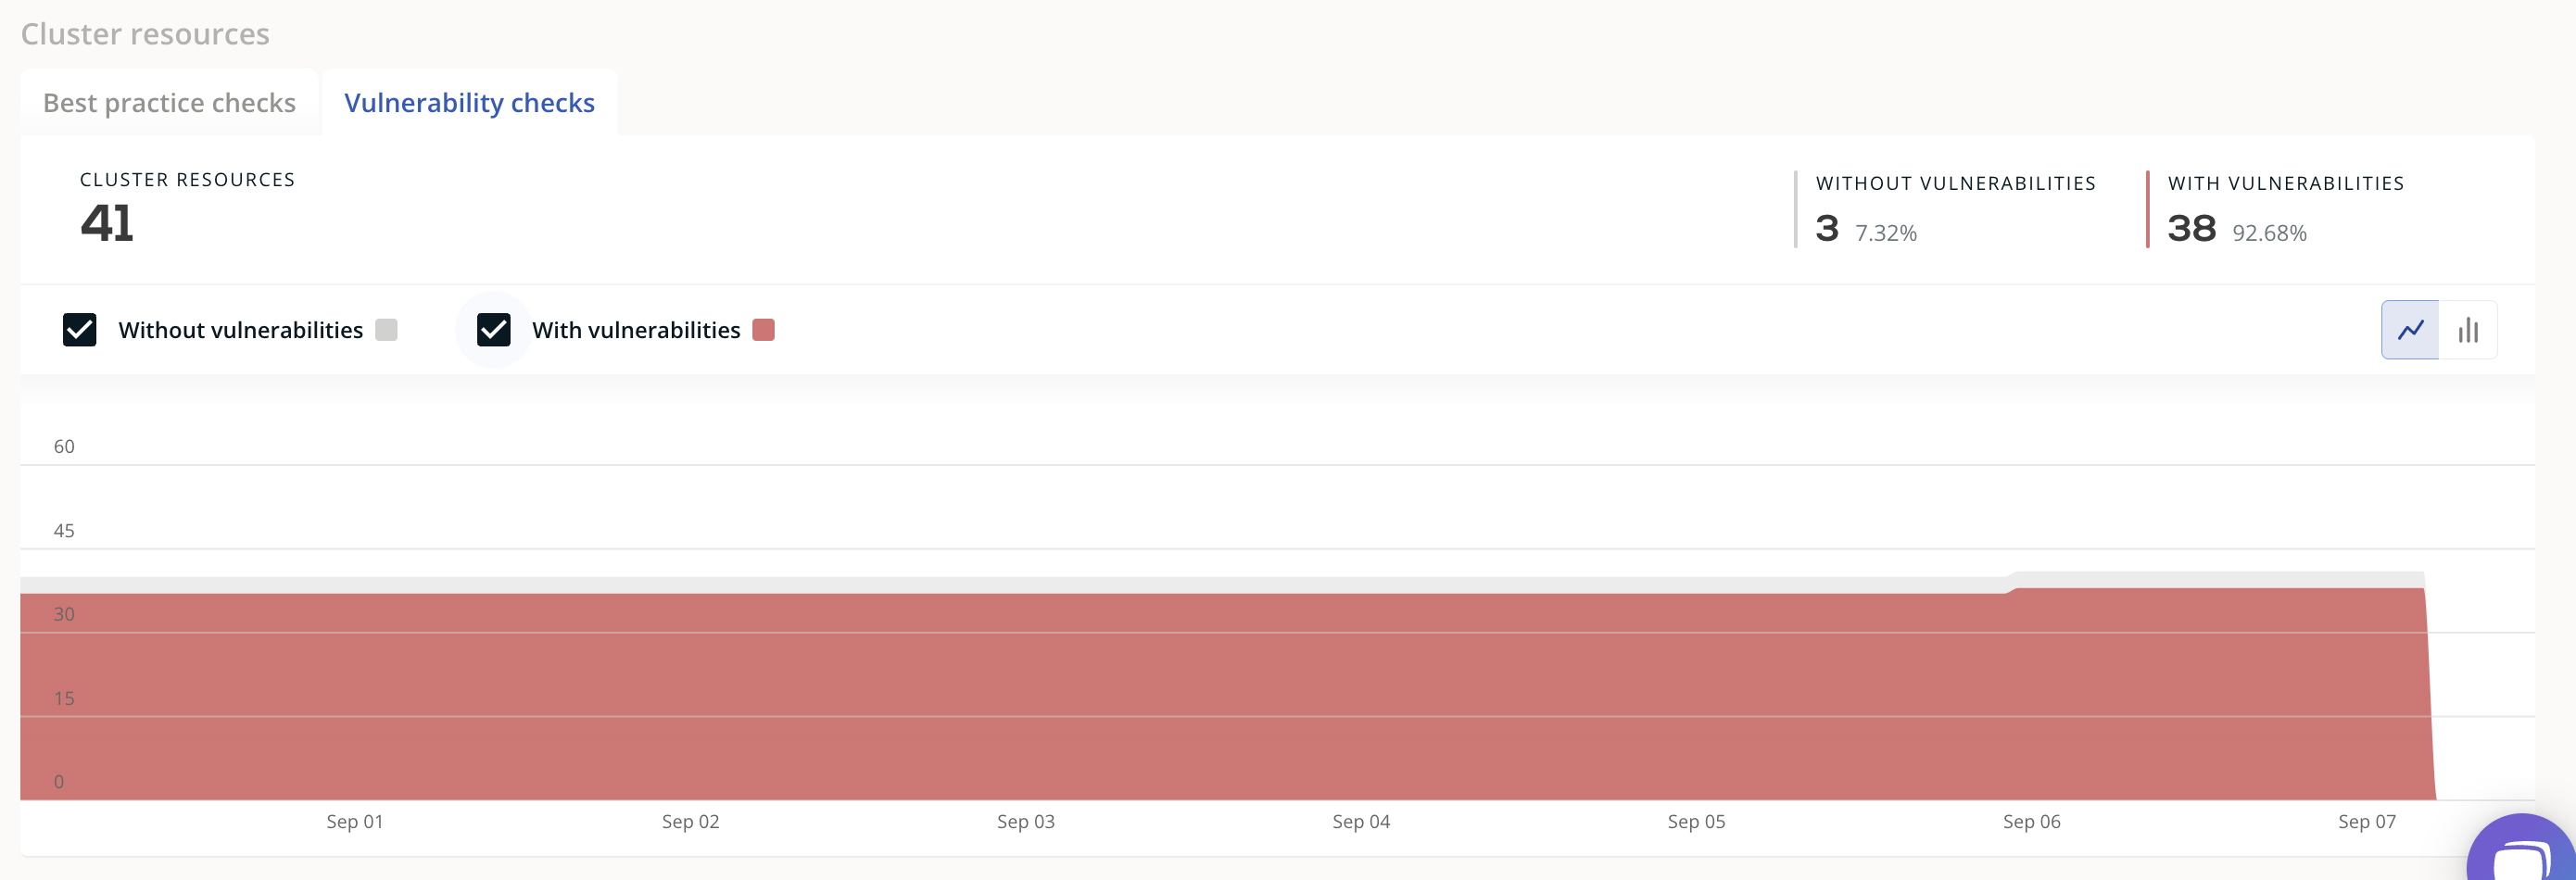 Cluster resources
Best practice checks Vulnerability checks
CLUSTER RESOURCES
41
WITHOUT VULNERABILITIES
3 7.32%
WITH VULNERABILITIES
38 92.68%
Without vulnerabilities With vulnerabilities
60
45
30
15
0
Sep 01 Sep 02 Sep 03 Sep 04 Sep 05 Sep 06 Sep 07